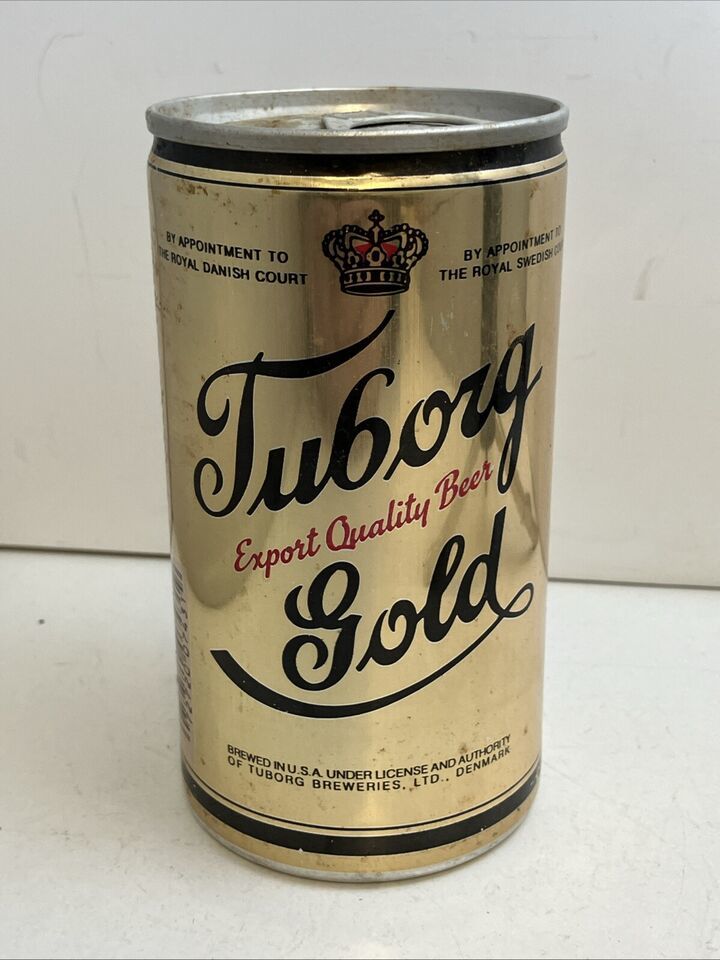 BY APPOINTMENT TO
THE ROYAL DANISH COURT
BY APPOINTMENT TO
THE ROYAL SWEDISH
Tuborg
Export Quality Beer
Gold
BREWED IN U.S.A. UNDER LICENSE AND AUTHORITY
OF TUBORG BREWERIES, LTD., DENMARK